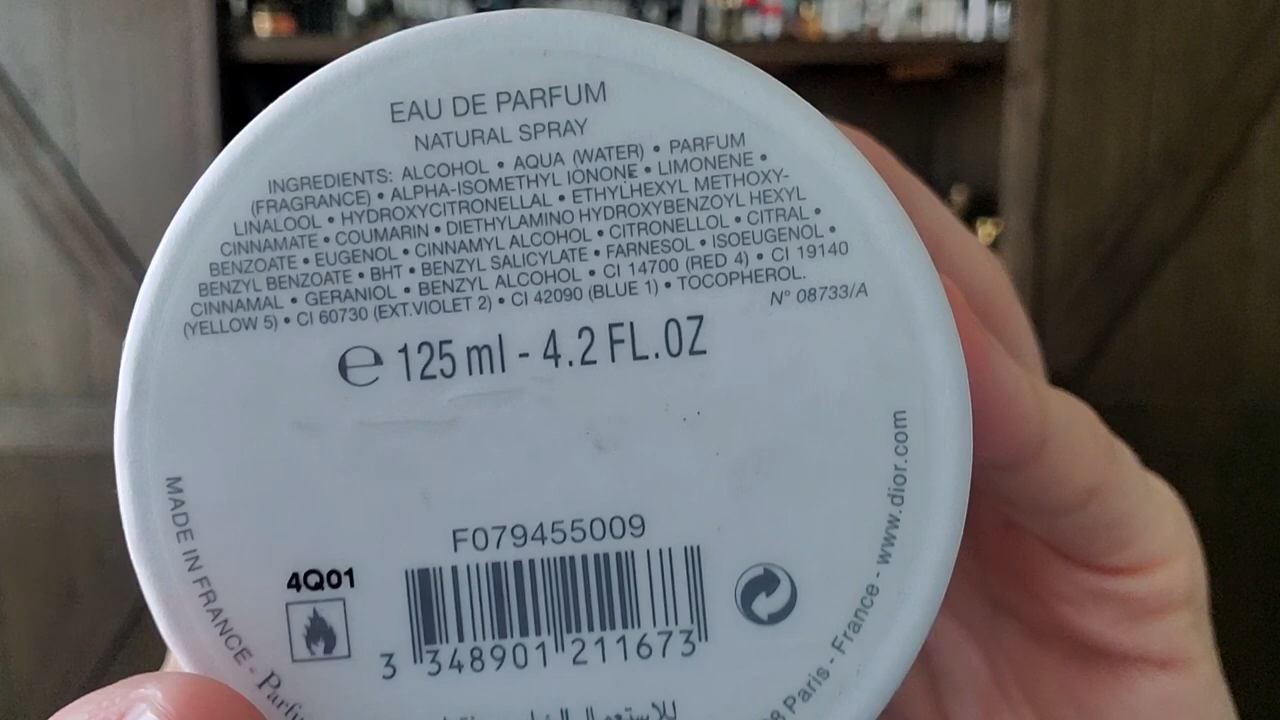 EAU DE PARFUM
NATURAL SPRAY
INGREDIENTS: ALCOHOL • AQUA (WATER) • PARFUM
(FRAGRANCE) • ALPHA-ISOMETHYL IONONE • LIMONENE •
LINALOOL • HYDROXYCITRONELLAL • ETHYLHEXYL METHOXY-
CINNAMATE • COUMARIN • DIETHYLAMINO HYDROXYBENZOYL HEXYL
BENZOATE • EUGENOL • CINNAMYL ALCOHOL • CITRONELLOL • CITRAL •
BENZYL BENZOATE • BHT • BENZYL SALICYLATE • FARNESOL • ISOEUGENOL •
CINNAMAL • GERANIOL • BENZYL ALCOHOL • CI 14700 (RED 4) • CI 19140
(YELLOW 5) • CI 60730 (EXT.VIOLET 2) • CI 42090 (BLUE 1) • TOCOPHEROL.
N° 08733/A
℮ 125 ml - 4.2 FL.OZ
F079455009
4Q01
3 348901 211673
MADE IN FRANCE -
Paris - France - www.dior.com